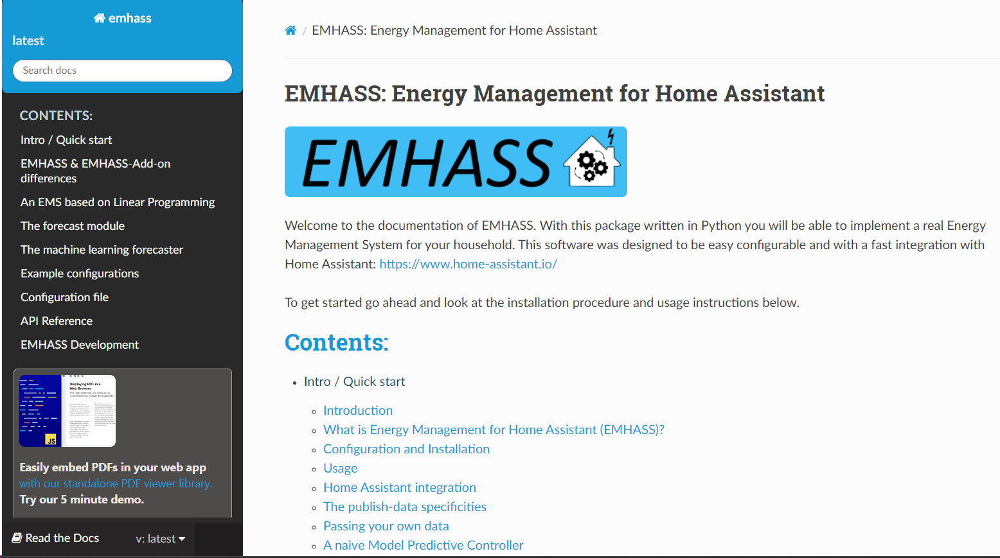 emhass
latest
Search docs
CONTENTS:
Intro / Quick start
EMHASS & EMHASS-Add-on
differences
An EMS based on Linear Programming
The forecast module
The machine learning forecaster
Example configurations
Configuration file
API Reference
EMHASS Development
Displaying PDF in a
Web Browser
JS
Easily embed PDFs in your web app
with our standalone PDF viewer library.
Try our 5 minute demo.
Read the Docs
v: latest
/ EMHASS: Energy Management for Home Assistant
EMHASS: Energy Management for Home Assistant
EMHASS
Welcome to the documentation of EMHASS. With this package written in Python you will be able to implement a real Energy
Management System for your household. This software was designed to be easy configurable and with a fast integration with
Home Assistant: https://www.home-assistant.io/
To get started go ahead and look at the installation procedure and usage instructions below.
Contents:
Intro / Quick start
Introduction
What is Energy Management for Home Assistant (EMHASS)?
Configuration and Installation
Usage
Home Assistant integration
The publish-data specificities
Passing your own data
A naive Model Predictive Controller